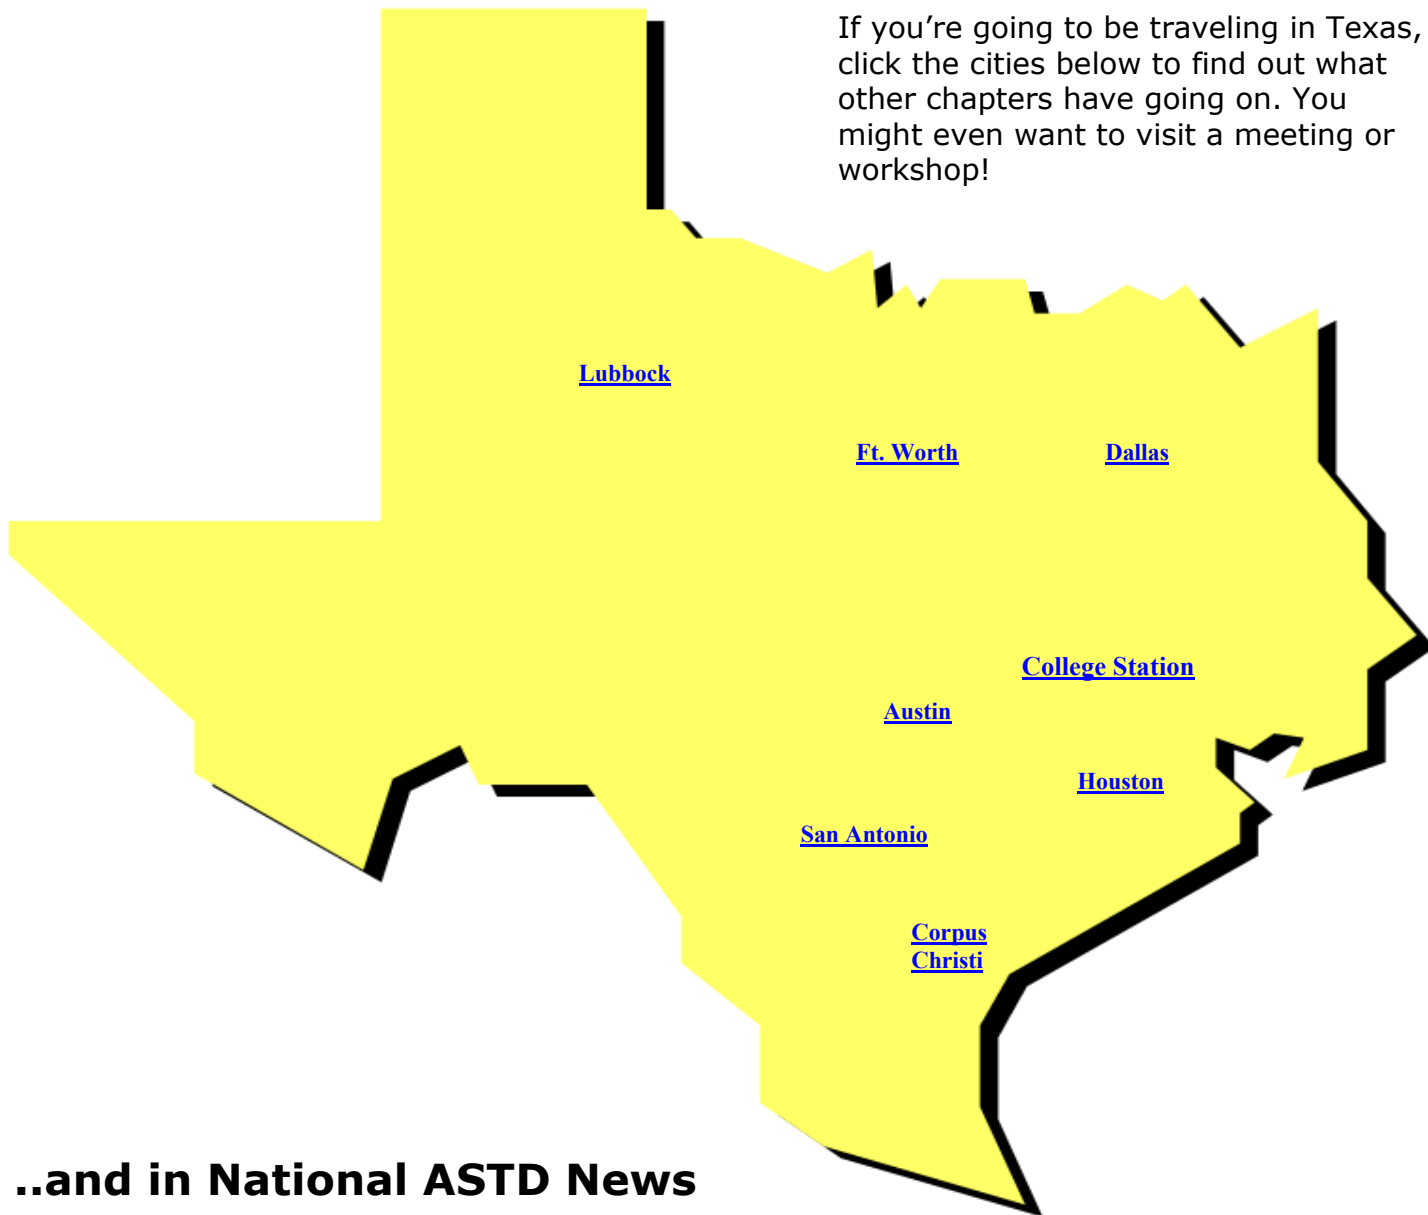 If you’re going to be traveling in Texas,
click the cities below to find out what
other chapters have going on. You
might even want to visit a meeting or
workshop!
Lubbock
Ft. Worth
Dallas
College Station
Austin
Houston
San Antonio
Corpus
Christi
..and in National ASTD News